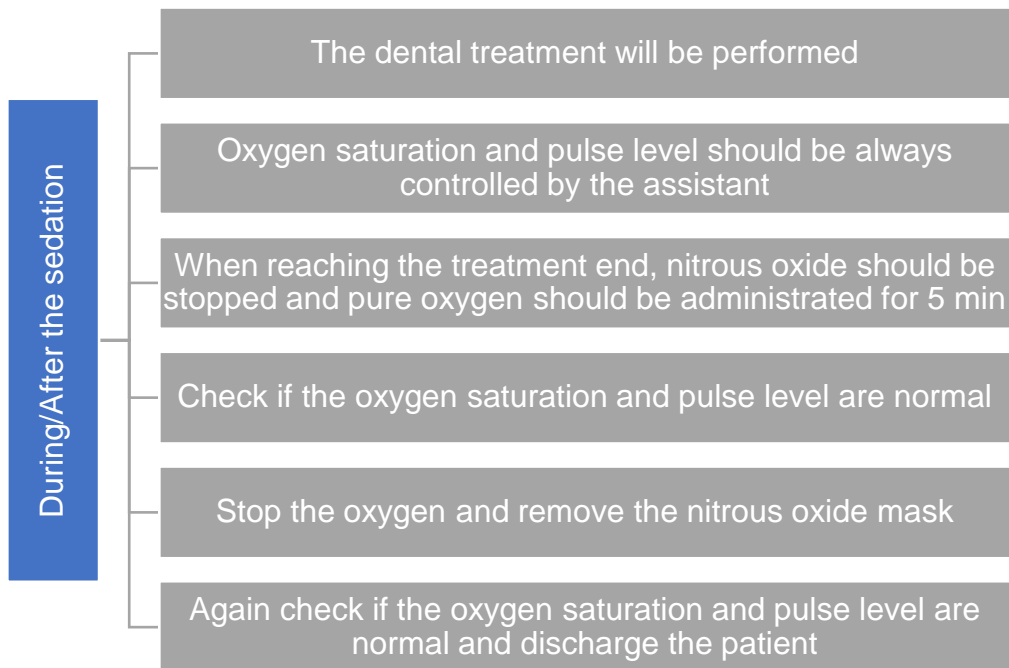 During/After the sedation
The dental treatment will be performed
Oxygen saturation and pulse level should be always
controlled by the assistant
When reaching the treatment end, nitrous oxide should be
stopped and pure oxygen should be administrated for 5 min
Check if the oxygen saturation and pulse level are normal
Stop the oxygen and remove the nitrous oxide mask
Again check if the oxygen saturation and pulse level are
normal and discharge the patient